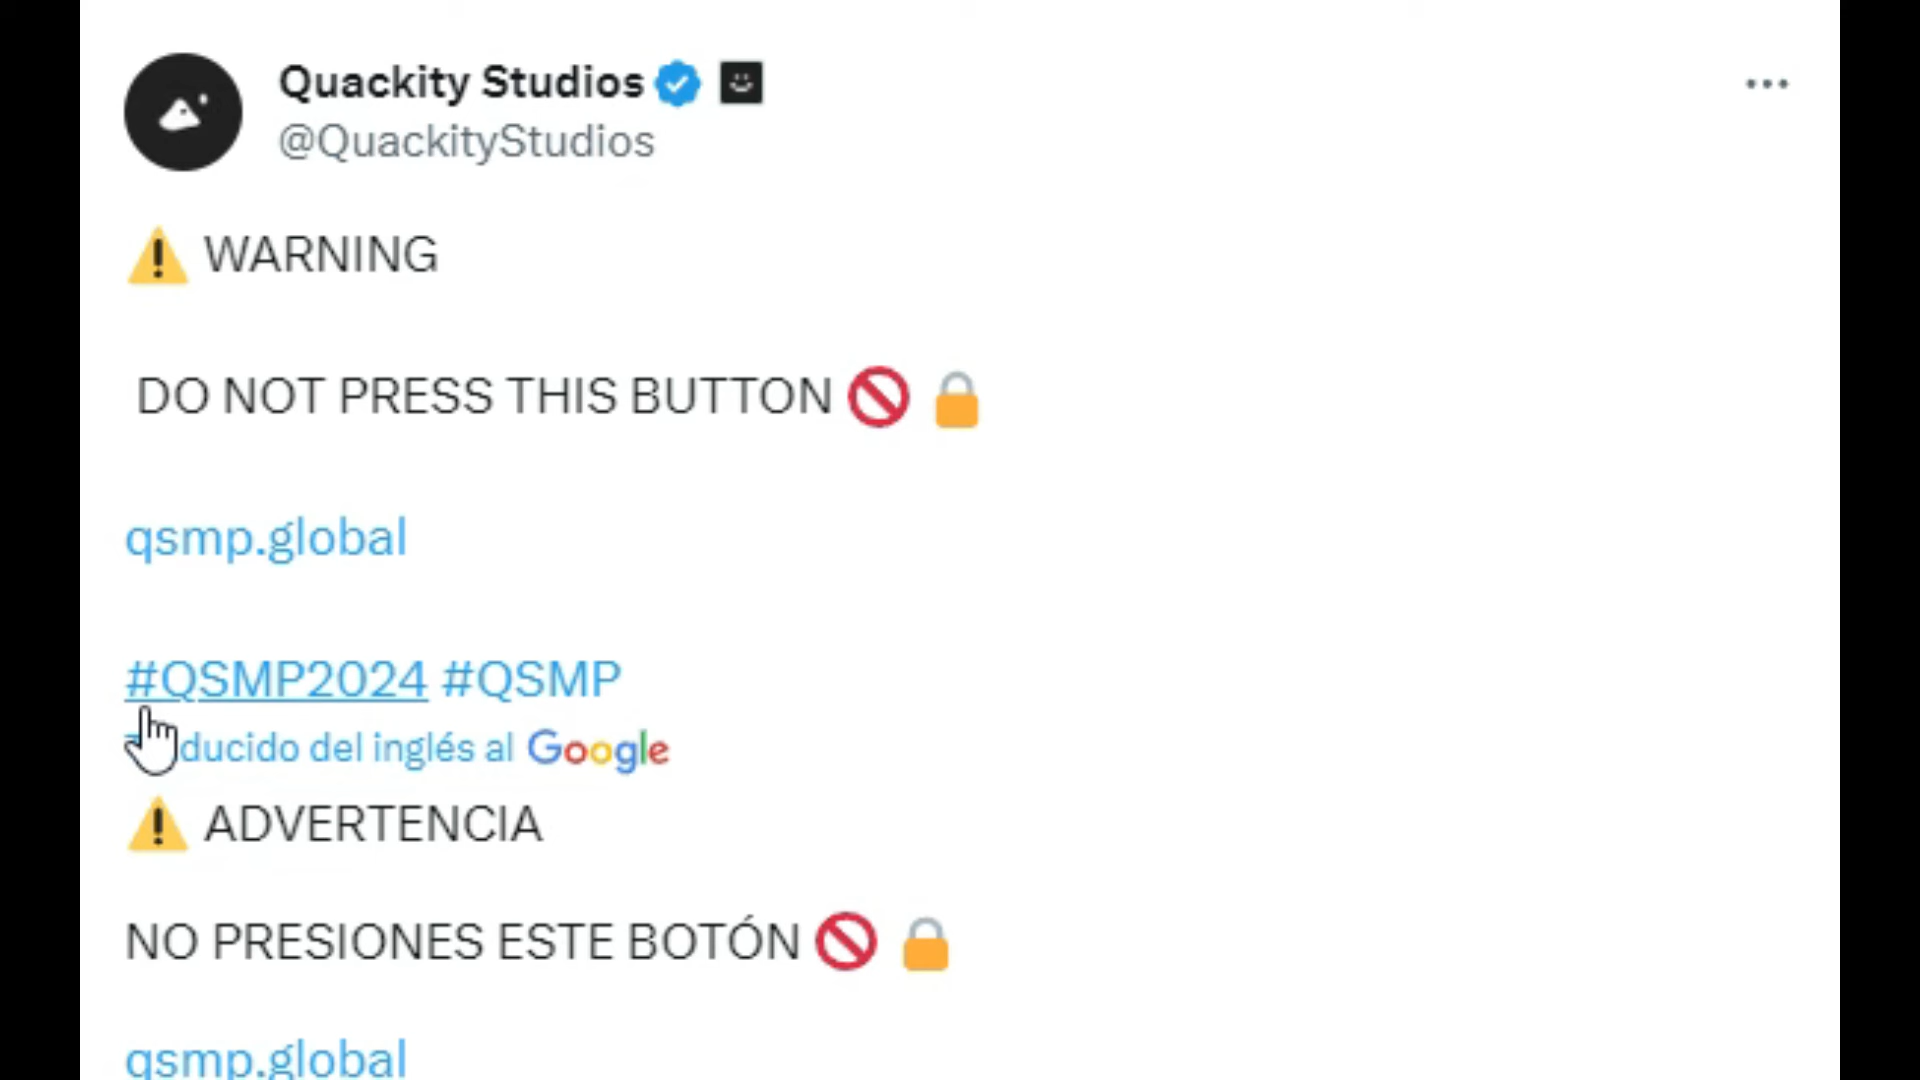 Quackity Studios
@QuackityStudios
⚠️ WARNING
DO NOT PRESS THIS BUTTON 🚫 🔒
qsmp.global
#QSMP2024 #QSMP
ducido del inglés al Google
⚠️ ADVERTENCIA
NO PRESIONES ESTE BOTÓN 🚫 🔒
qsmp.global